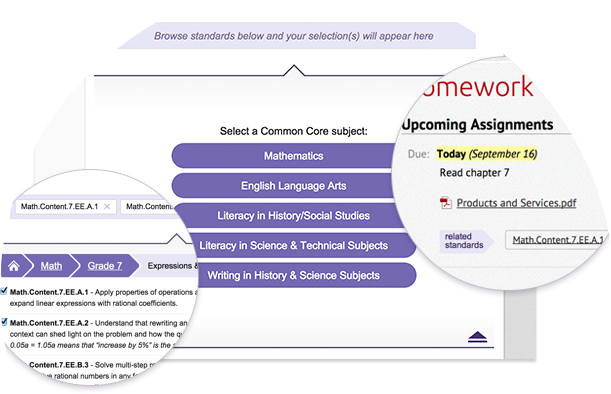 Browse standards below and your selection(s) will appear here
Select a Common Core subject:
Mathematics
English Language Arts
Literacy in History/Social Studies
Literacy in Science & Technical Subjects
Writing in History & Science Subjects
omework
Upcoming Assignments
Due: Today (September 16)
Read chapter 7
Products and Services.pdf
related
standards
Math.Content.7.EE.A.1
Math.Content.7.EE.A.1 × Math.Conten
Math Grade 7 Expressions &
Math.Content.7.EE.A.1 - Apply properties of operations a
expand linear expressions with rational coefficients.
Math.Content.7.EE.A.2 - Understand that rewriting an
context can shed light on the problem and how the q
0.05a = 1.05a means that "increase by 5%" is the
.Content.7.EE.B.3 - Solve multi-step
ve rational numbers in any